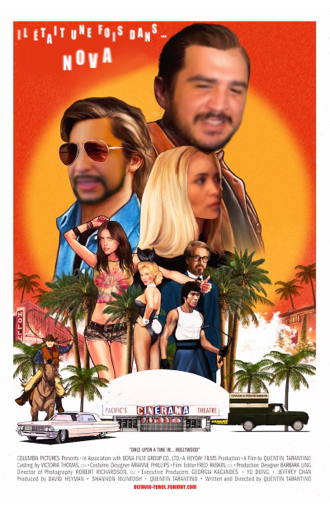 IL ÉTAIT UNE FOIS DANS...
NOVA
HOLLY
PACIFIC'S CINERAMA THEATRE
"ONCE UPON A TIME IN... HOLLYWOOD"
COLUMBIA PICTURES Presents • In Association with BONA FILM GROUP CO., LTD. • A HEYDAY FILMS Production • A Film by QUENTIN TARANTINO
Casting by VICTORIA THOMAS, Costume Designer ARIANNE PHILLIPS • Film Editor FRED RASKIN, Production Designer BARBARA LING
Director of Photography ROBERT RICHARDSON, Executive Producers GEORGIA KACANDES • YU DONG • JEFFREY CHAN
Produced by DAVID HEYMAN • SHANNON McINTOSH • QUENTIN TARANTINO • Written and Directed by QUENTIN TARANTINO